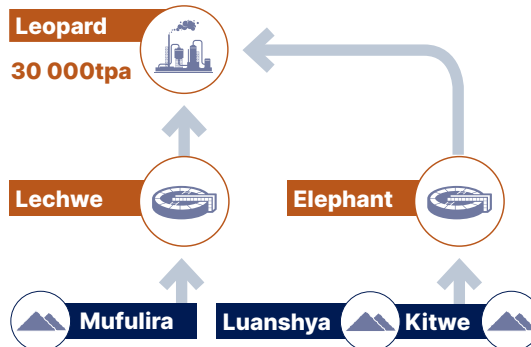 Leopard
30 000tpa
Lechwe
Elephant
Mufulira
Luanshya
Kitwe